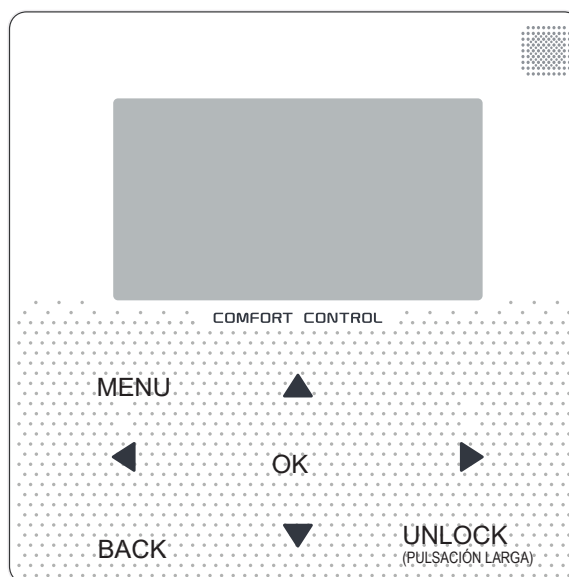 COMFORT CONTROL
MENU
OK
BACK
UNLOCK
(PULSACIÓN LARGA)